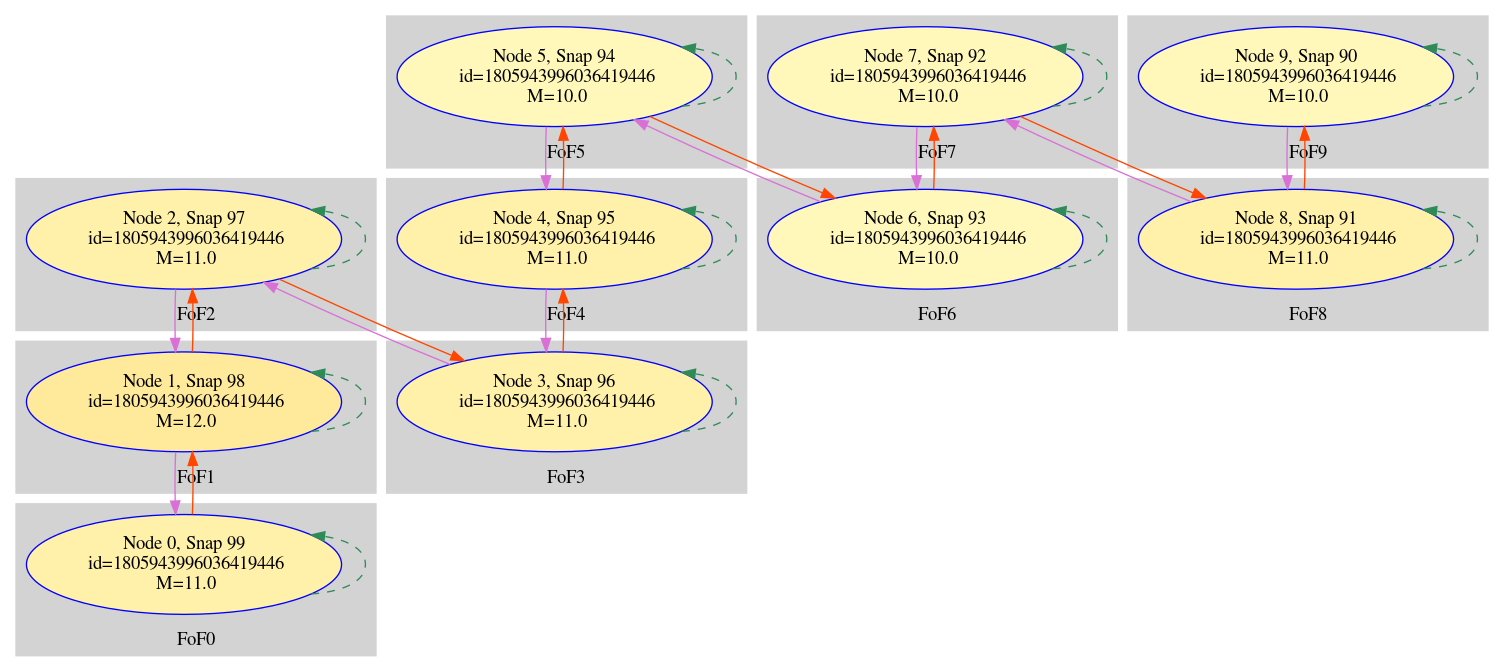 Node 5, Snap 94
id=1805943996036419446
M=10.0
FoF5
Node 7, Snap 92
id=1805943996036419446
M=10.0
FoF7
Node 9, Snap 90
id=1805943996036419446
M=10.0
FoF9
Node 2, Snap 97
id=1805943996036419446
M=11.0
FoF2
Node 4, Snap 95
id=1805943996036419446
M=11.0
FoF4
Node 6, Snap 93
id=1805943996036419446
M=10.0
FoF6
Node 8, Snap 91
id=1805943996036419446
M=11.0
FoF8
Node 1, Snap 98
id=1805943996036419446
M=12.0
FoF1
Node 3, Snap 96
id=1805943996036419446
M=11.0
FoF3
Node 0, Snap 99
id=1805943996036419446
M=11.0
FoF0